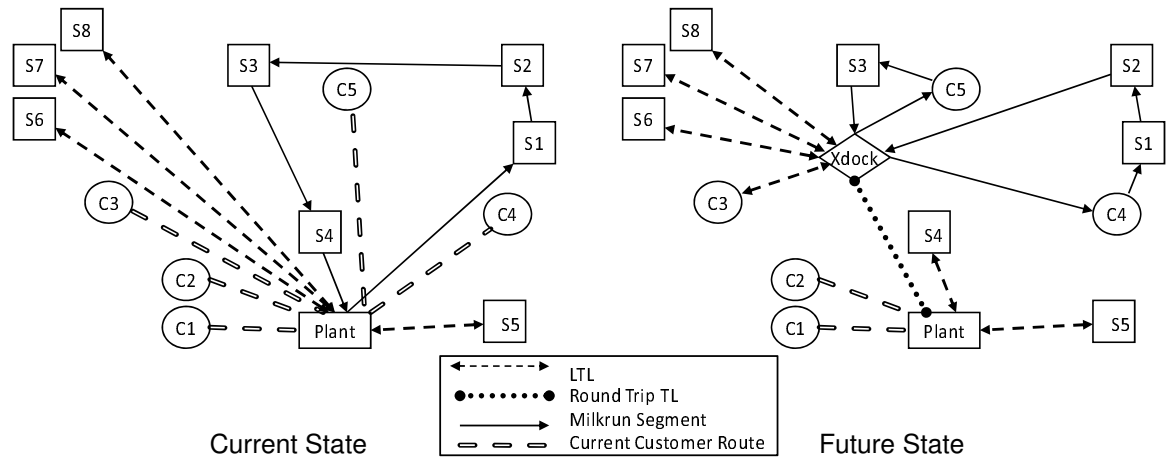 S8
S7
S6
S3
S2
C5
S1
C3
C4
S4
C2
C1
Plant
S5
Current State
S8
S7
S6
S3
S2
C5
S1
Xdock
C3
C4
S4
C2
C1
Plant
S5
Future State
LTL
Round Trip TL
Milkrun Segment
Current Customer Route